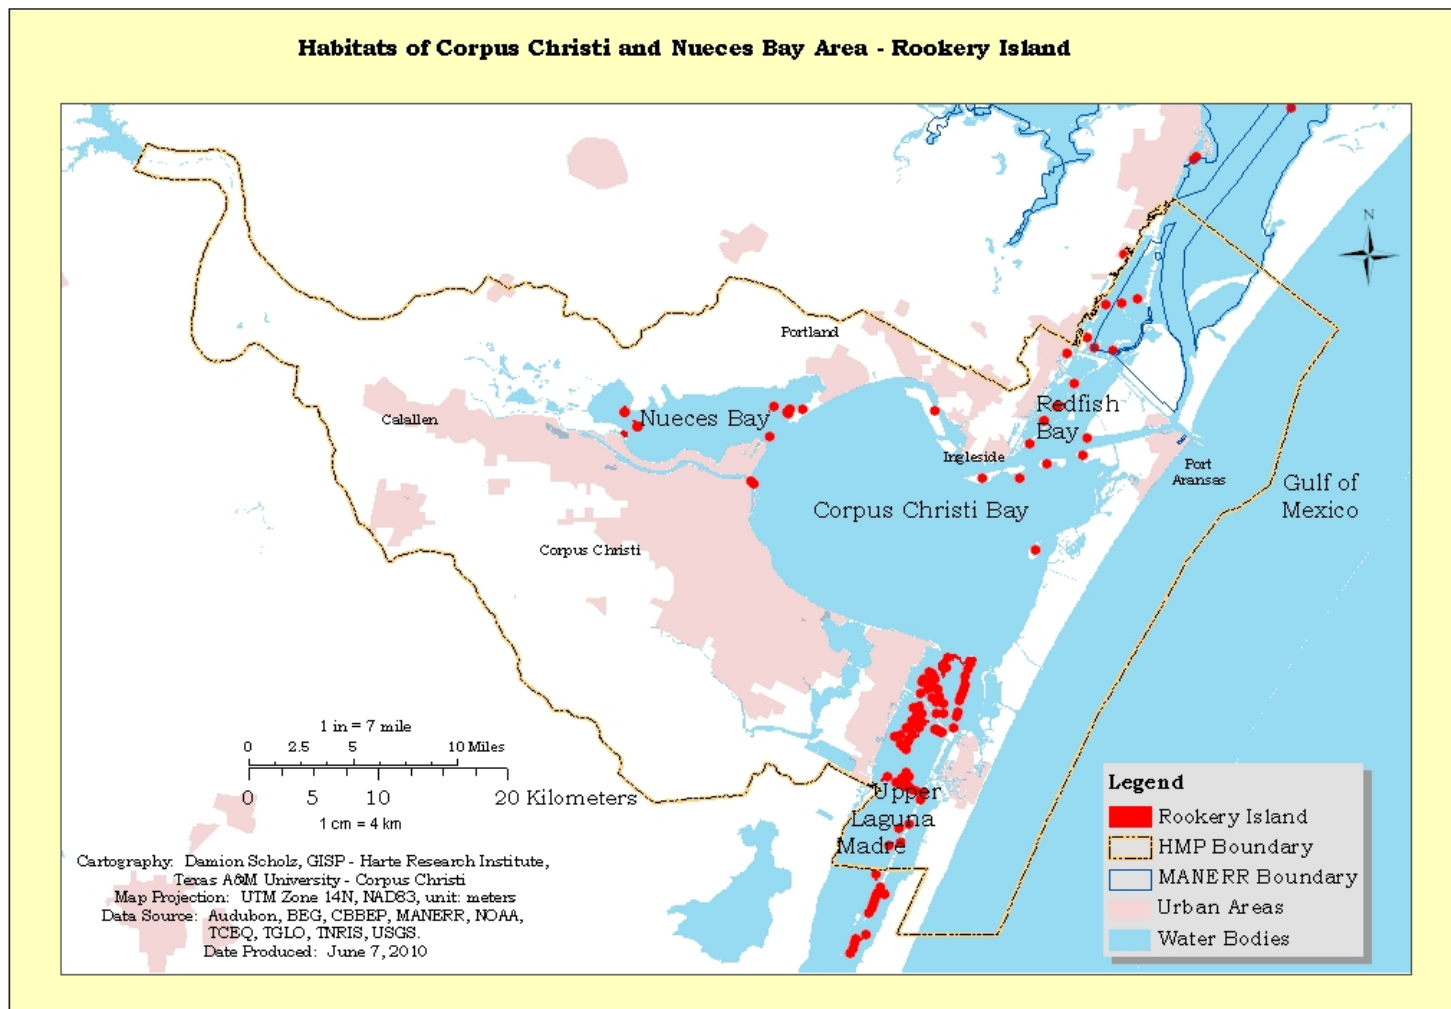 Habitats of Corpus Christi and Nueces Bay Area - Rookery Island
N
Portland
Calallen
Nueces Bay
Redfish
Bay
Ingleside
Port
Aransas
Gulf of
Mexico
Corpus Christi Bay
Corpus Christi
1 in = 7 mile
0 2.5 5 10 Miles
0 5 10 20 Kilometers
1 cm = 4 km
Upper
Laguna
Madre
Cartography: Damion Scholz, GISP - Harte Research Institute,
Texas A&M University - Corpus Christi
Map Projection: UTM Zone 14N, NAD83, unit: meters
Data Source: Audubon, BEG, CBBEP, MANERR, NOAA,
TCEQ, TGLO, TNRIS, USGS.
Date Produced: June 7, 2010
Legend
Rookery Island
HMP Boundary
MANERR Boundary
Urban Areas
Water Bodies